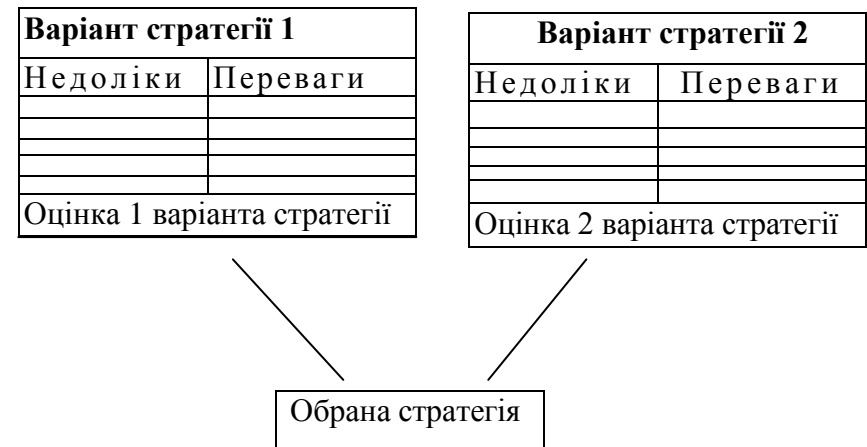 Варіант стратегії 1
Недоліки Переваги
Оцінка 1 варіанта стратегії
Варіант стратегії 2
Недоліки Переваги
Оцінка 2 варіанта стратегії
Обрана стратегія